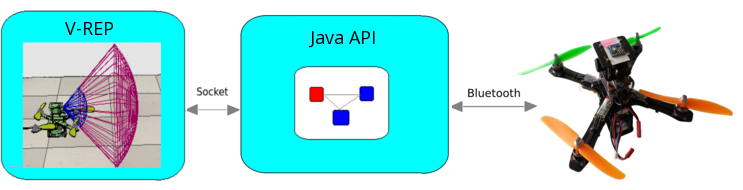 V-REP
Java API
Socket
Bluetooth